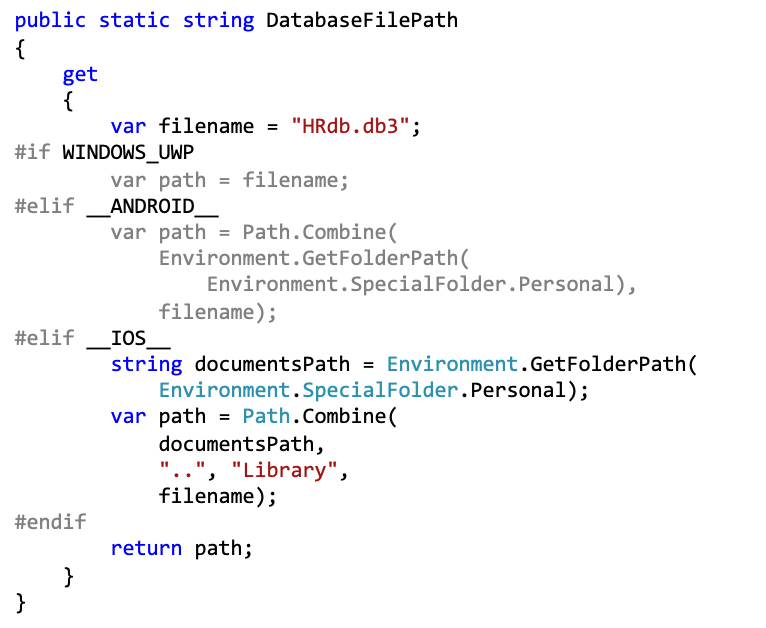 public static string DatabaseFilePath
{
    get
    {
        var filename = "HRdb.db3";
#if WINDOWS_UWP
        var path = filename;
#elif __ANDROID__
        var path = Path.Combine(
            Environment.GetFolderPath(
                Environment.SpecialFolder.Personal),
            filename);
#elif __IOS__
        string documentsPath = Environment.GetFolderPath(
            Environment.SpecialFolder.Personal);
        var path = Path.Combine(
            documentsPath,
            "..", "Library",
            filename);
#endif
        return path;
    }
}